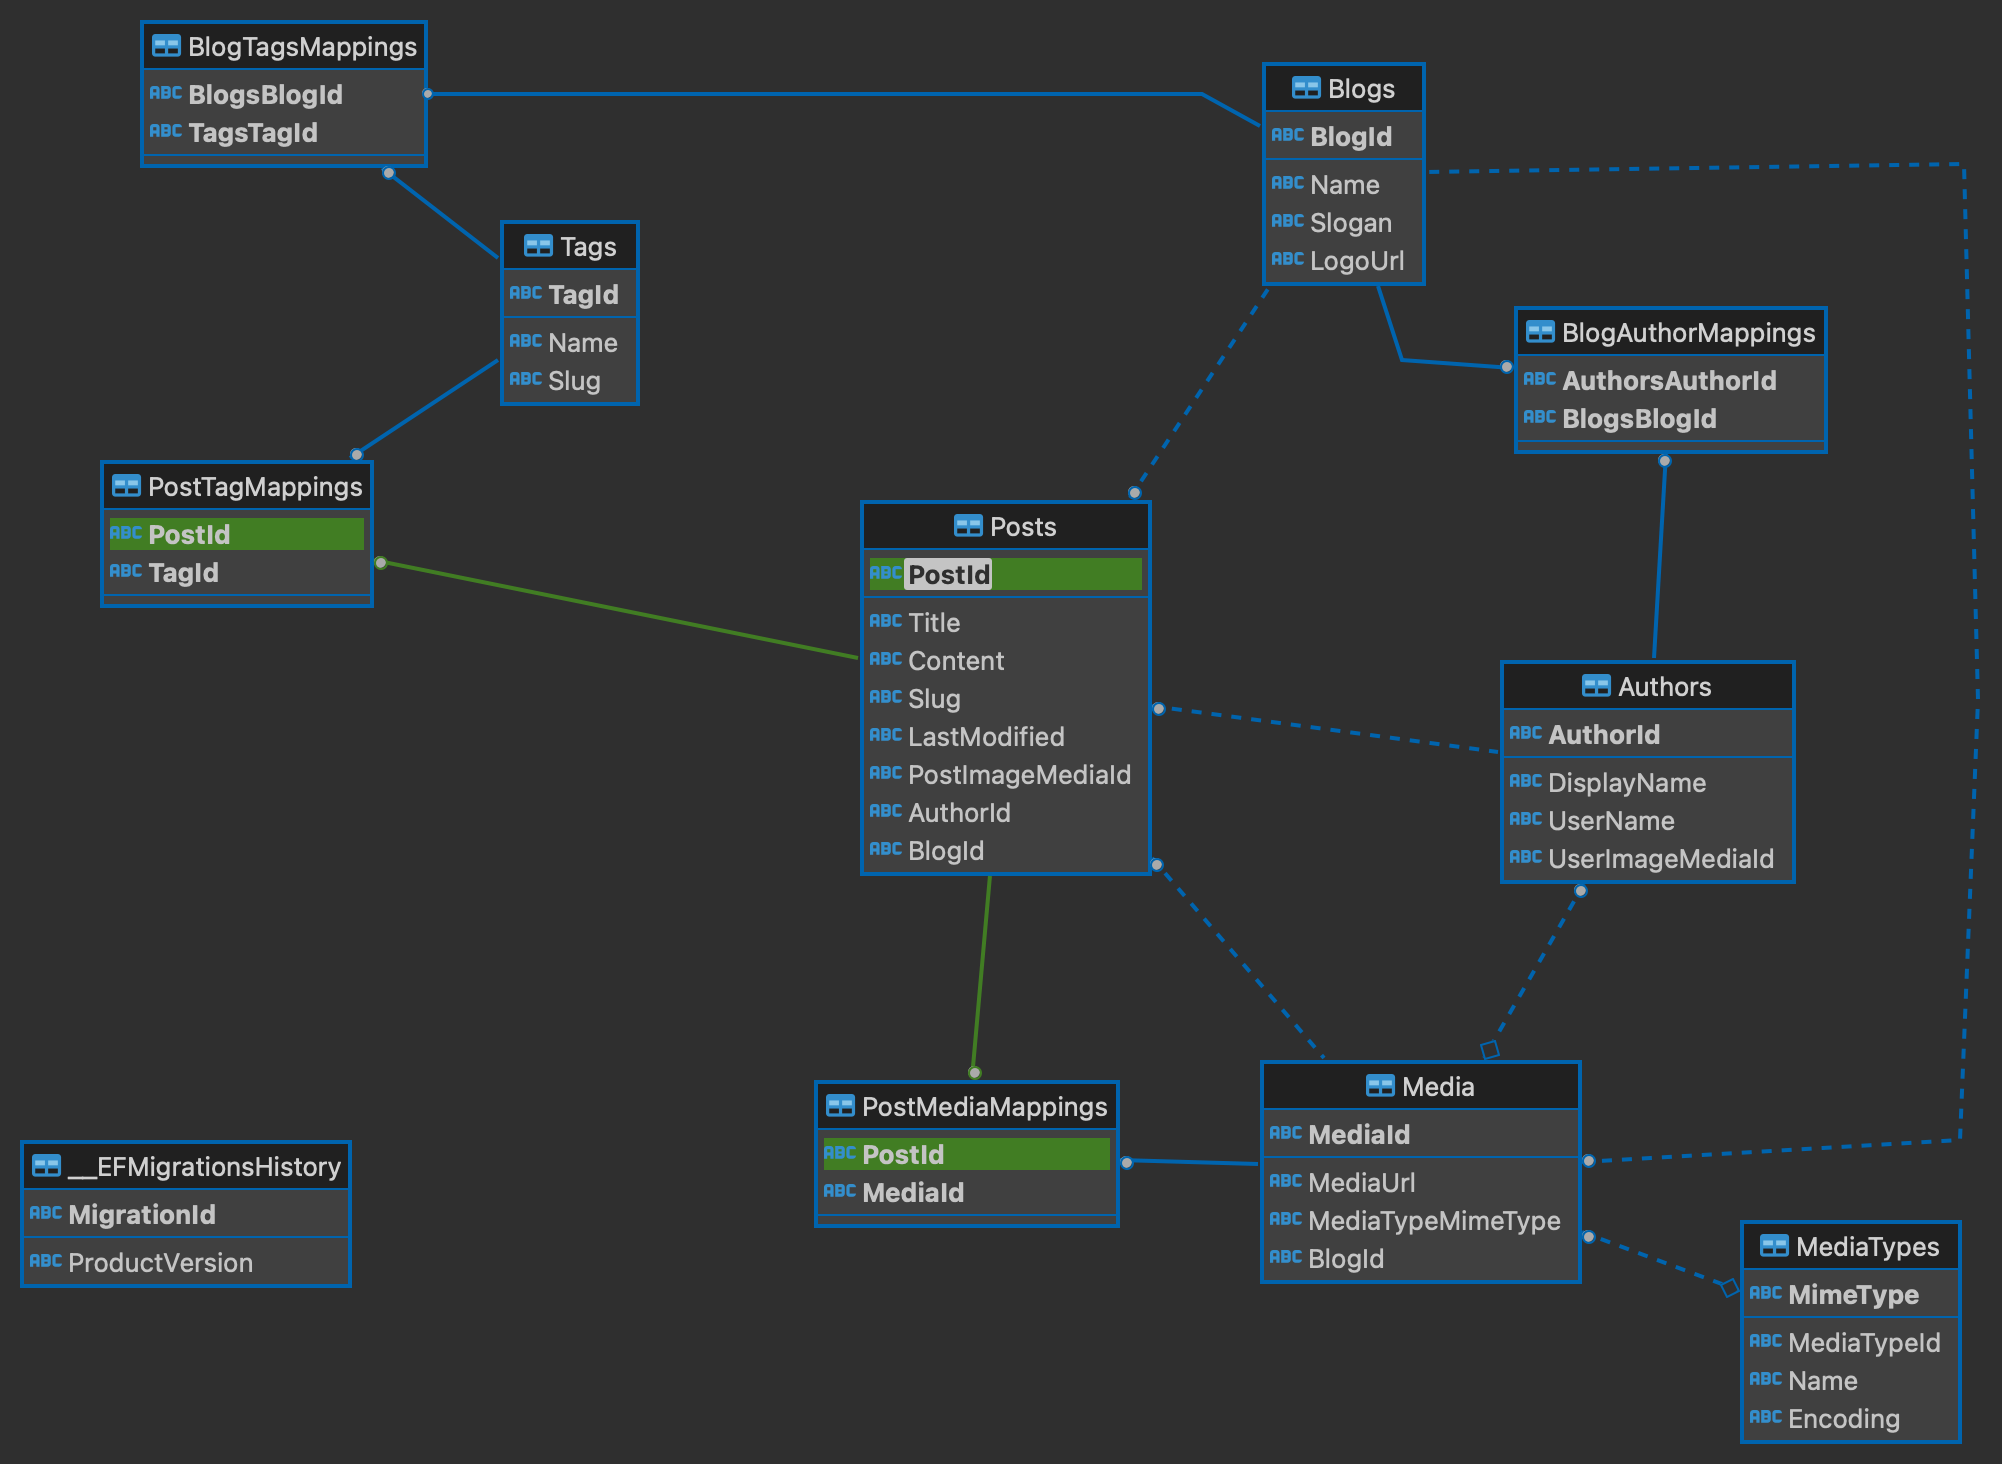 BlogTagsMappings
ABC BlogsBlogId
ABC TagsTagId
Blogs
ABC BlogId
ABC Name
ABC Slogan
ABC LogoUrl
Tags
ABC TagId
ABC Name
ABC Slug
BlogAuthorMappings
ABC AuthorsAuthorId
ABC BlogsBlogId
PostTagMappings
ABC PostId
ABC TagId
Posts
ABC PostId
ABC Title
ABC Content
ABC Slug
ABC LastModified
ABC PostImageMediaId
ABC AuthorId
ABC BlogId
Authors
ABC AuthorId
ABC DisplayName
ABC UserName
ABC UserImageMediaId
PostMediaMappings
ABC PostId
ABC MediaId
Media
ABC MediaId
ABC MediaUrl
ABC MediaTypeMimeType
ABC BlogId
__EFMigrationsHistory
ABC MigrationId
ABC ProductVersion
MediaTypes
ABC MimeType
ABC MediaTypeId
ABC Name
ABC Encoding